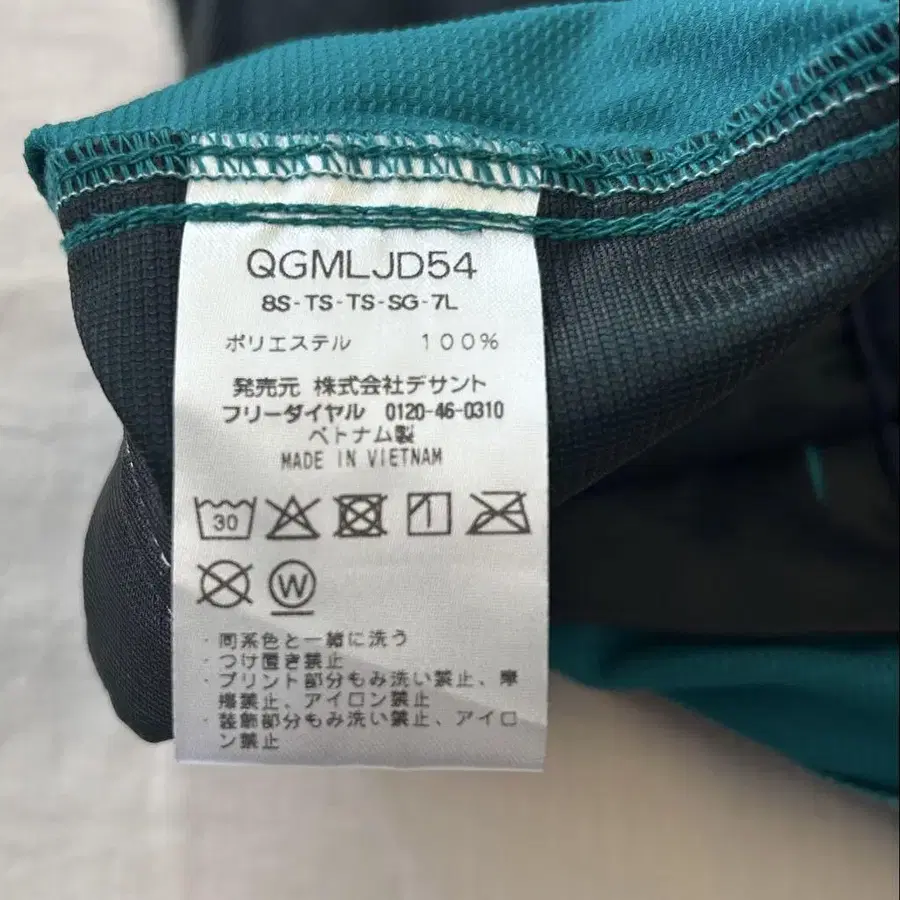 QGMLJD54
8S-TS-TS-SG-7L
ポリエステル 100%
発売元 株式会社デサント
フリーダイヤル 0120-46-0310
ベトナム製
MADE IN VIETNAM
30
W
・同系色と一緒に洗う
・つけ置き禁止
・プリント部分もみ洗い禁止、摩
擦禁止、アイロン禁止
・装飾部分もみ洗い禁止、アイロ
ン禁止